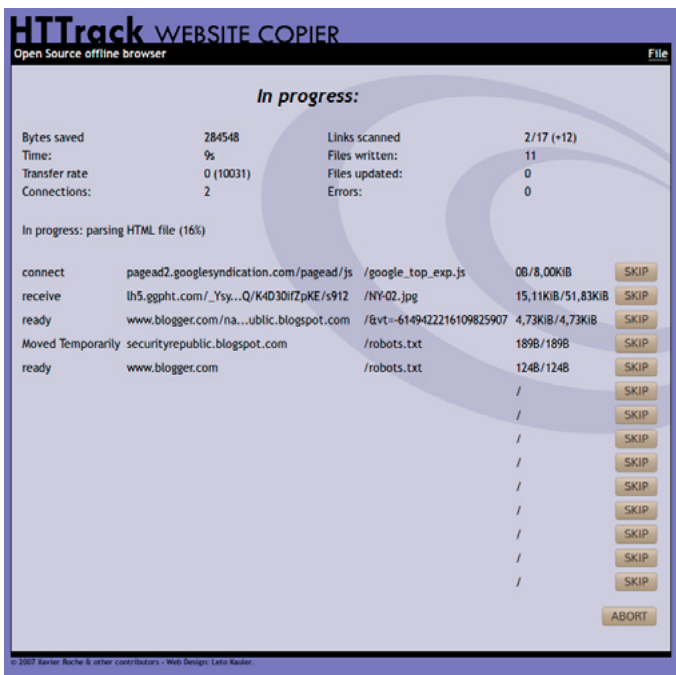 HTTrack WEBSITE COPIER
Open Source offline browser File
In progress:
Bytes saved 284548 Links scanned 2/17 (+12)
Time: 9s Files written: 11
Transfer rate 0 (10031) Files updated: 0
Connections: 2 Errors: 0
In progress: parsing HTML file (16%)
connect pagead2.googlesyndication.com/pagead/js /google_top_exp.js 0B/8,00KiB SKIP
receive lh5.ggpht.com/_Ysy...Q/K4D30ifZpKE/s912 /NY-02.jpg 15,11KiB/51,83KiB SKIP
ready www.blogger.com/na...ublic.blogspot.com /&vt=-6149422216109825907 4,73KiB/4,73KiB SKIP
Moved Temporarily securityrepublic.blogspot.com /robots.txt 189B/189B SKIP
ready www.blogger.com /robots.txt 124B/124B SKIP
/ SKIP
/ SKIP
/ SKIP
/ SKIP
/ SKIP
/ SKIP
/ SKIP
/ SKIP
/ SKIP
ABORT
© 2007 Xavier Roche & other contributors - Web Design: Leto Kauler.